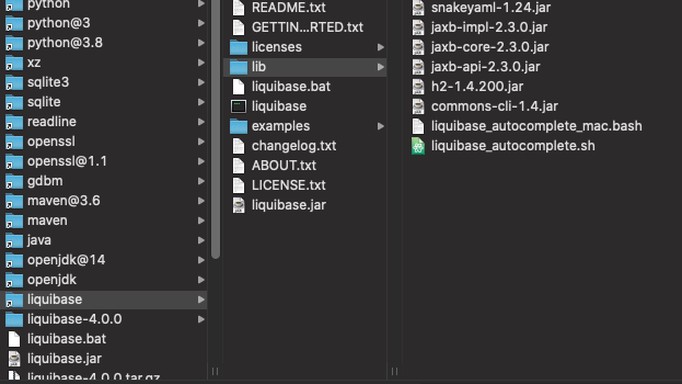 python
python@3
python@3.8
xz
sqlite3
sqlite
readline
openssl
openssl@1.1
gdbm
maven@3.6
maven
java
openjdk@14
openjdk
liquibase
liquibase-4.0.0
liquibase.bat
liquibase.jar
liquibase-4.0.0.tar.gz
README.txt
GETTIN...RTED.txt
licenses
lib
liquibase.bat
liquibase
examples
changelog.txt
ABOUT.txt
LICENSE.txt
liquibase.jar
snakeyaml-1.24.jar
jaxb-impl-2.3.0.jar
jaxb-core-2.3.0.jar
jaxb-api-2.3.0.jar
h2-1.4.200.jar
commons-cli-1.4.jar
liquibase_autocomplete_mac.bash
liquibase_autocomplete.sh